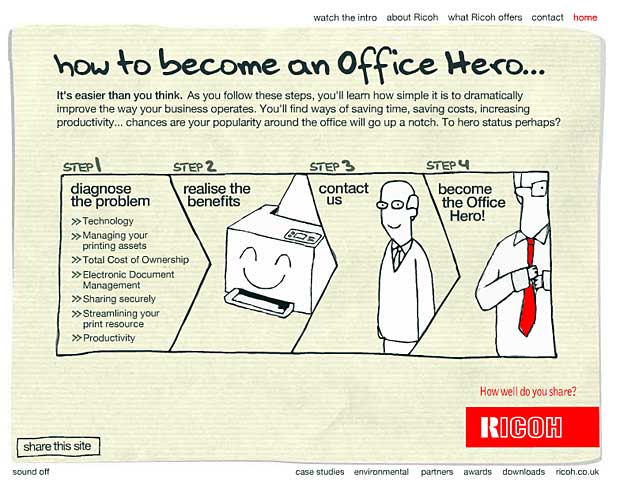 watch the intro about Ricoh what Ricoh offers contact home
how to become an Office Hero...
It's easier than you think. As you follow these steps, you'll learn how simple it is to dramatically
improve the way your business operates. You'll find ways of saving time, saving costs, increasing
productivity... chances are your popularity around the office will go up a notch. To hero status perhaps?
STEP 1
diagnose
the problem
>> Technology
>> Managing your
printing assets
>> Total Cost of Ownership
>> Electronic Document
Management
>> Sharing securely
>> Streamlining your
print resource
>> Productivity
STEP 2
realise the
benefits
STEP 3
contact
us
STEP 4
become
the Office
Hero!
How well do you share?
RICOH
share this site
sound off
case studies environmental partners awards downloads ricoh.co.uk